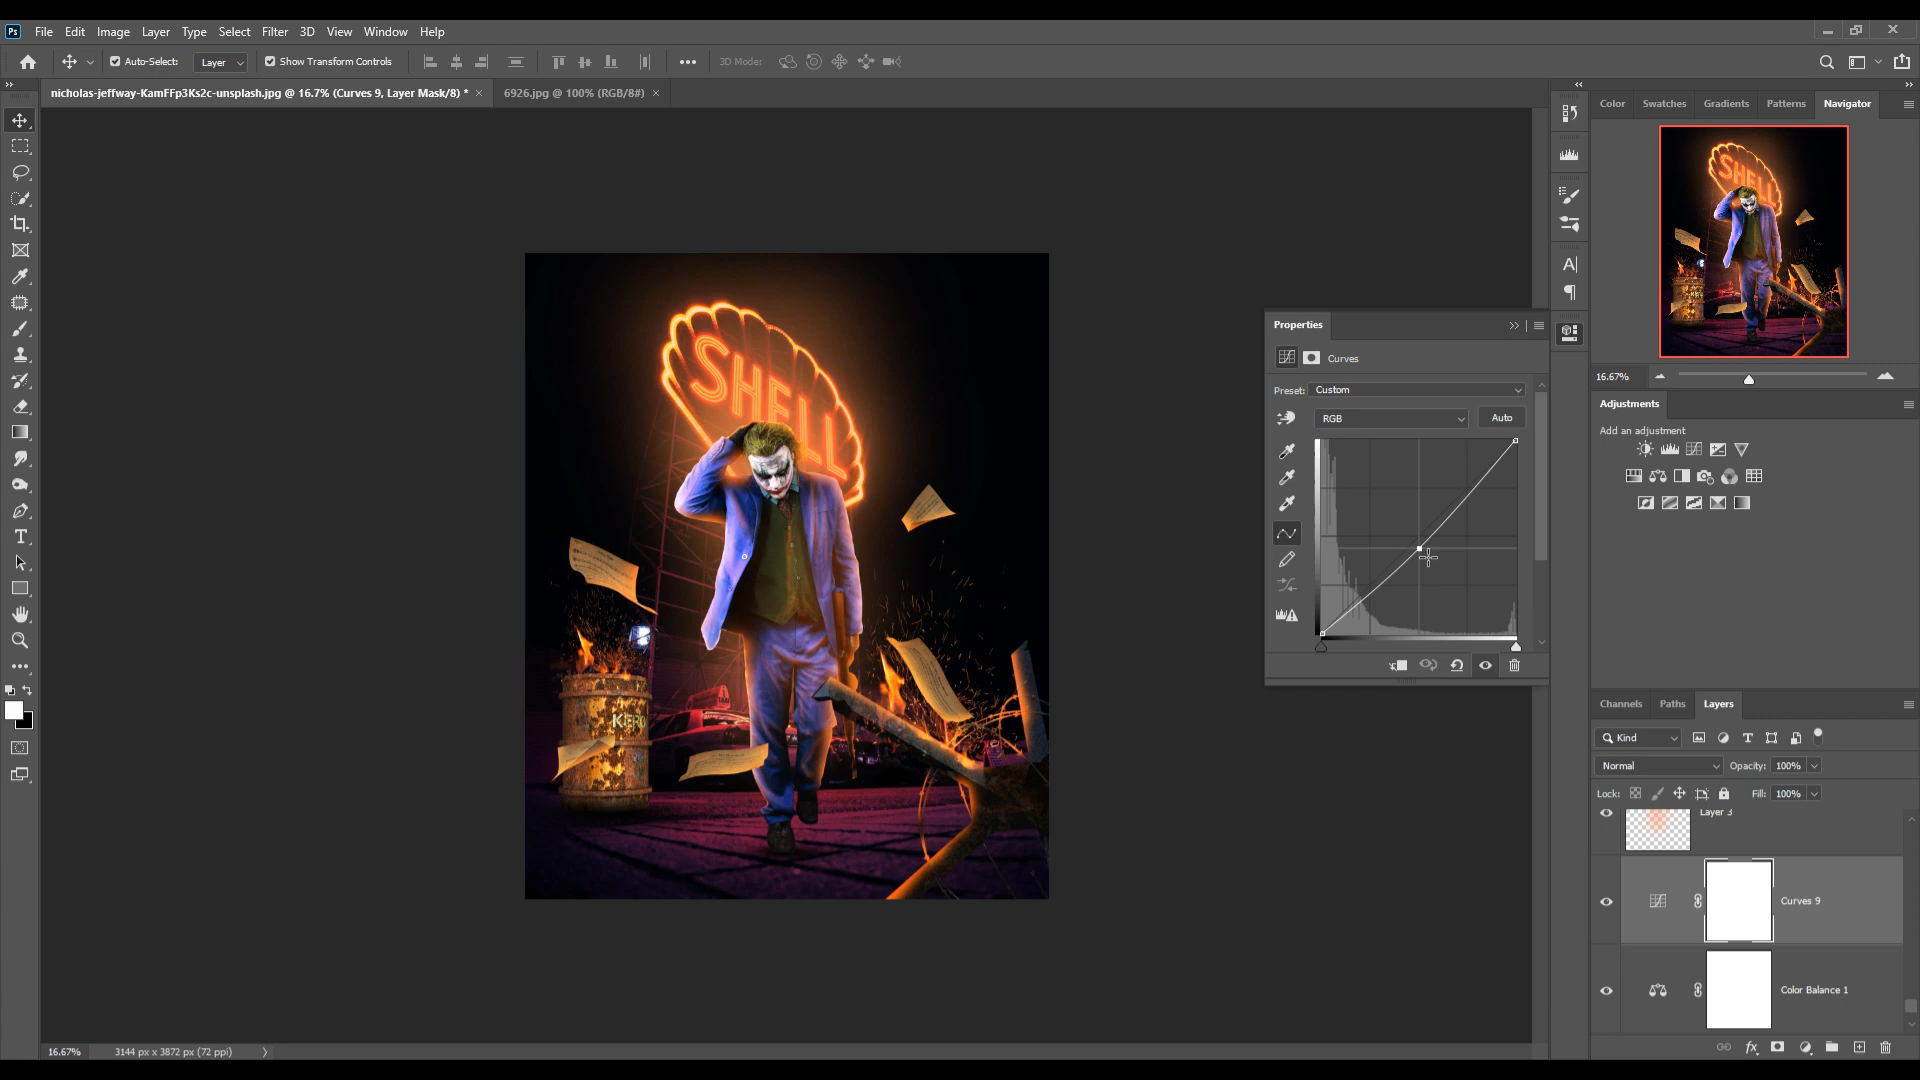 Ps File Edit Image Layer Type Select Filter 3D View Window Help
Auto-Select: Layer Show Transform Controls 3D Mode:
nicholas-jeffway-KamFFp3Ks2c-unsplash.jpg @ 16.7% (Curves 9, Layer Mask/8) * 6926.jpg @ 100% (RGB/8#)
Color Swatches Gradients Patterns Navigator
SHELL
16.67%
Adjustments
Add an adjustment
Properties
Curves
Preset: Custom
RGB Auto
KERO
Channels Paths Layers
Kind
Normal Opacity: 100%
Lock: Fill: 100%
Layer 3
Curves 9
Color Balance 1
16.67% 3144 px x 3872 px (72 ppi)